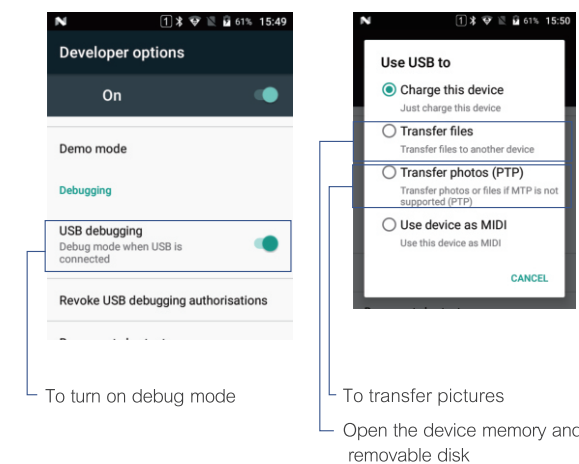 N 1 61% 15:49
Developer options
On
Demo mode
Debugging
USB debugging
Debug mode when USB is
connected
Revoke USB debugging authorisations
To turn on debug mode
N 1 61% 15:50
Use USB to
Charge this device
Just charge this device
Transfer files
Transfer files to another device
Transfer photos (PTP)
Transfer photos or files if MTP is not
supported (PTP)
Use device as MIDI
Use this device as MIDI
CANCEL
To transfer pictures
Open the device memory and
removable disk